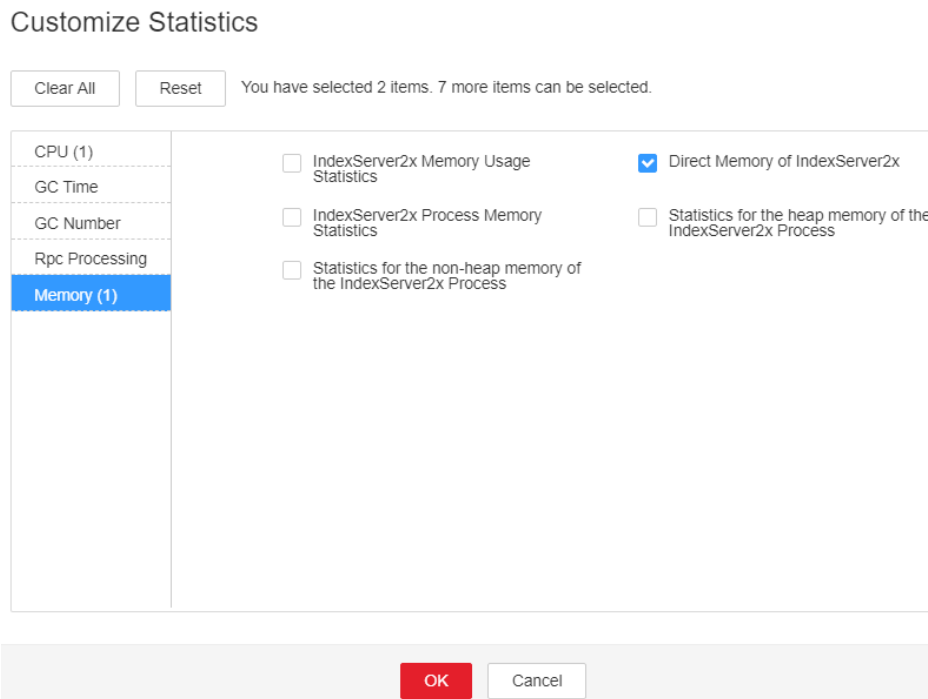 Customize Statistics
Clear All
Reset
You have selected 2 items. 7 more items can be selected.
CPU (1)
GC Time
GC Number
Rpc Processing
Memory (1)
IndexServer2x Memory Usage
Statistics
Direct Memory of IndexServer2x
IndexServer2x Process Memory
Statistics
Statistics for the heap memory of the
IndexServer2x Process
Statistics for the non-heap memory of
the IndexServer2x Process
OK
Cancel